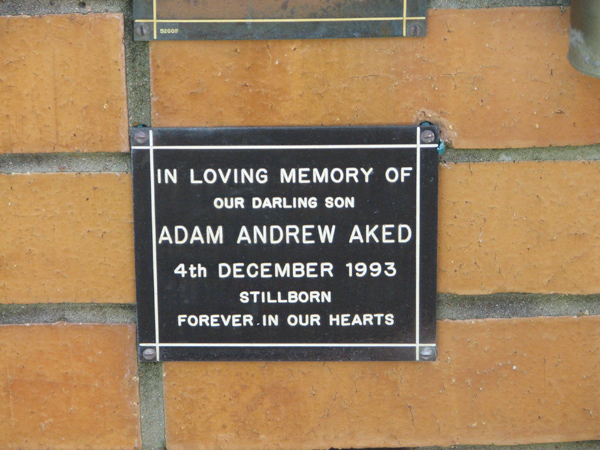 IN LOVING MEMORY OF
OUR DARLING SON
ADAM ANDREW AKED
4th DECEMBER 1993
STILLBORN
FOREVER IN OUR HEARTS